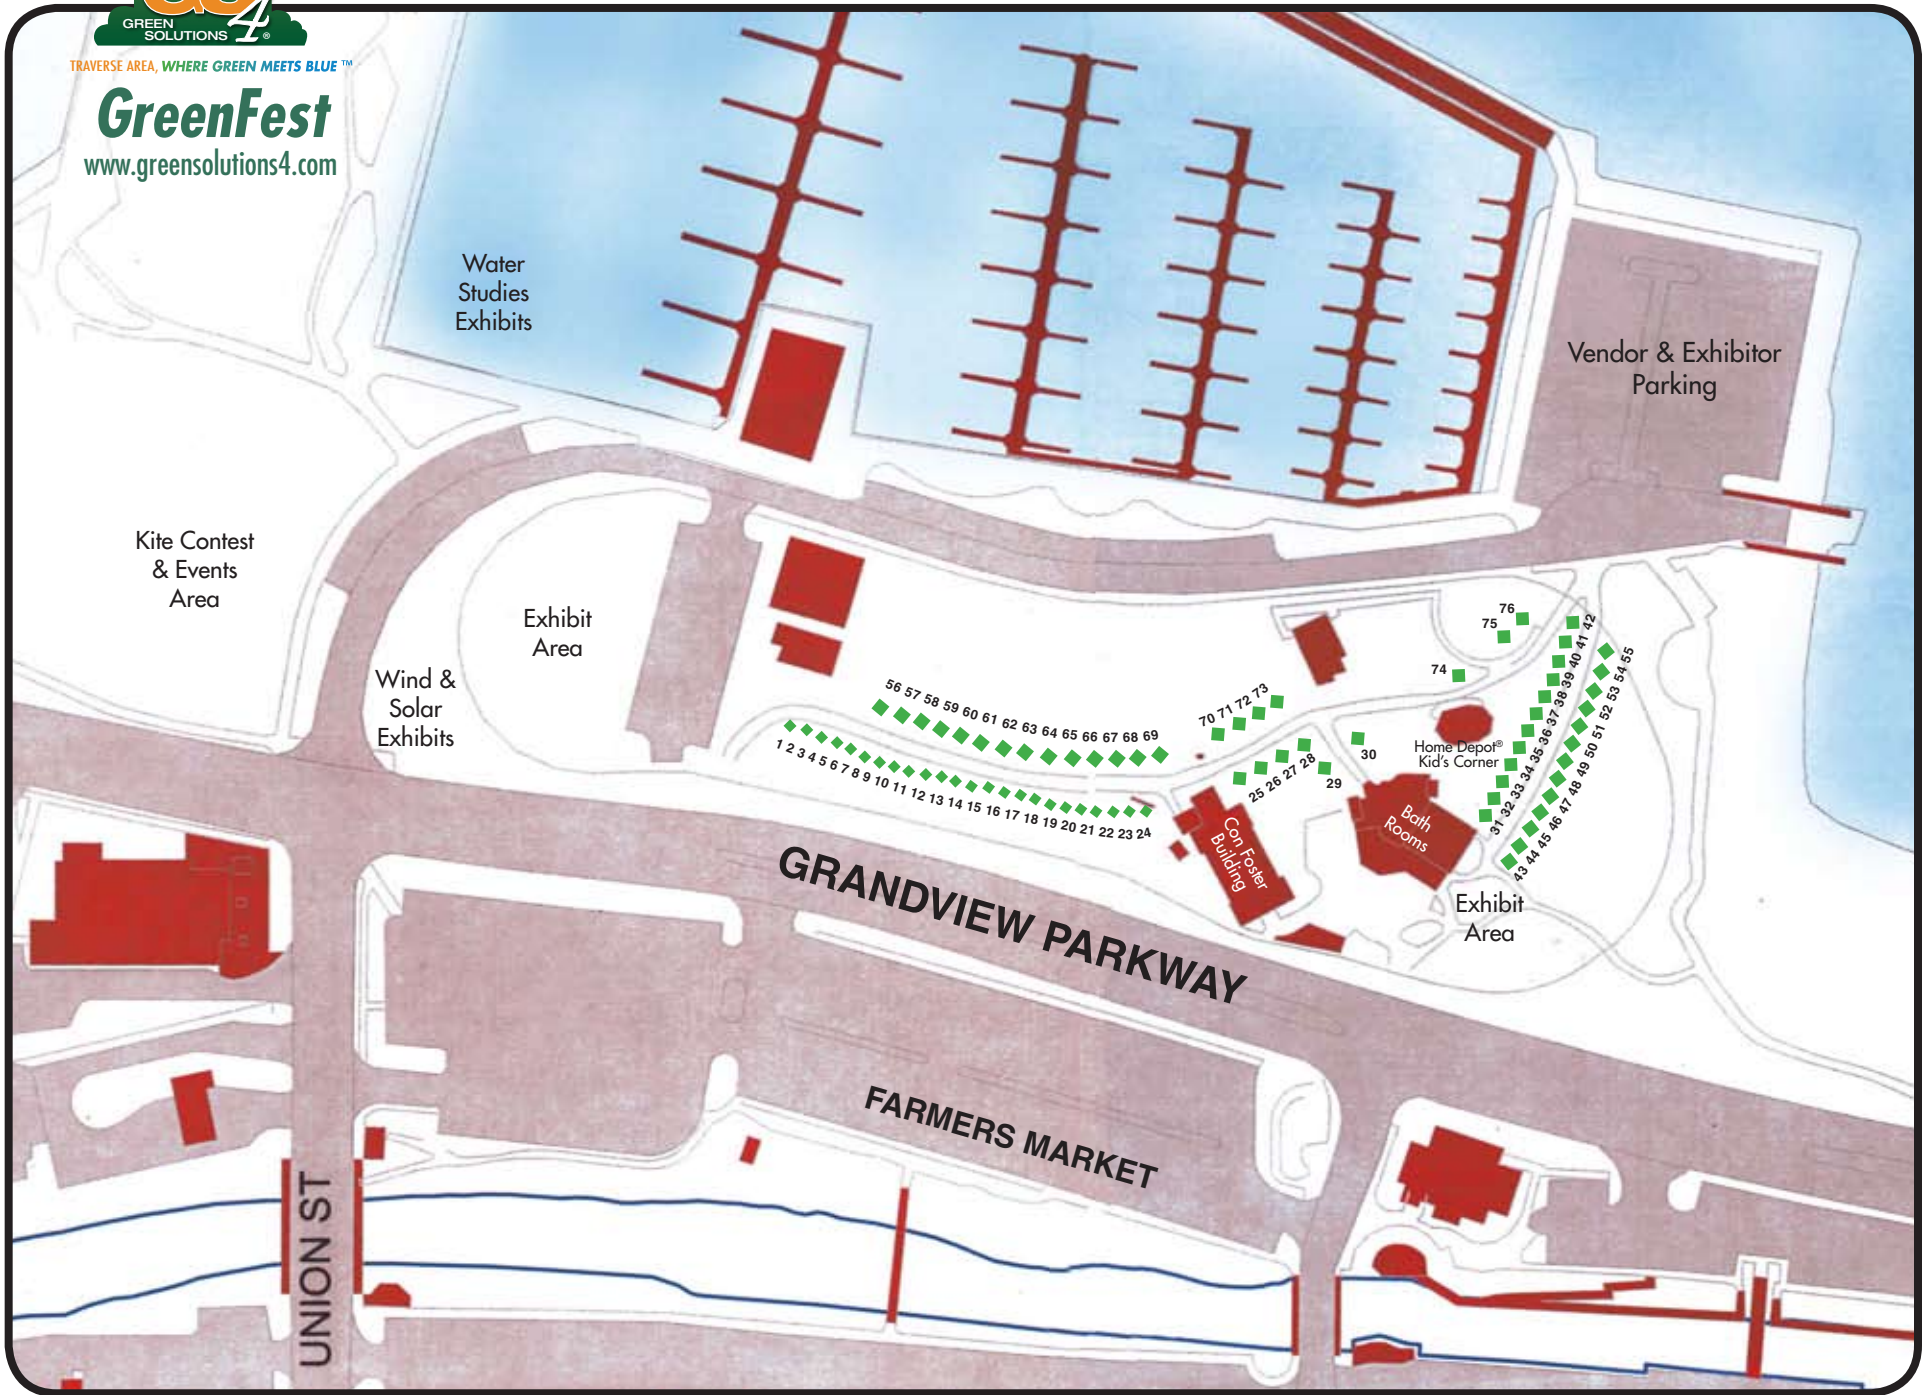 GREEN
SOLUTIONS 4®
TRAVERSE AREA, WHERE GREEN MEETS BLUE ™
GreenFest
www.greensolutions4.com
Water
Studies
Exhibits
Vendor & Exhibitor
Parking
Kite Contest
& Events
Area
Exhibit
Area
Wind &
Solar
Exhibits
56 57 58 59 60 61 62 63 64 65 66 67 68 69
1 2 3 4 5 6 7 8 9 10 11 12 13 14 15 16 17 18 19 20 21 22 23 24
70 71 72 73
74
75
76
25 26 27 28
29
30
Home Depot®
Kid's Corner
31 32 33 34 35 36 37 38 39 40 41 42
43 44 45 46 47 48 49 50 51 52 53 54 55
Con Foster
Building
Bath
Rooms
Exhibit
Area
GRANDVIEW PARKWAY
FARMERS MARKET
UNION ST